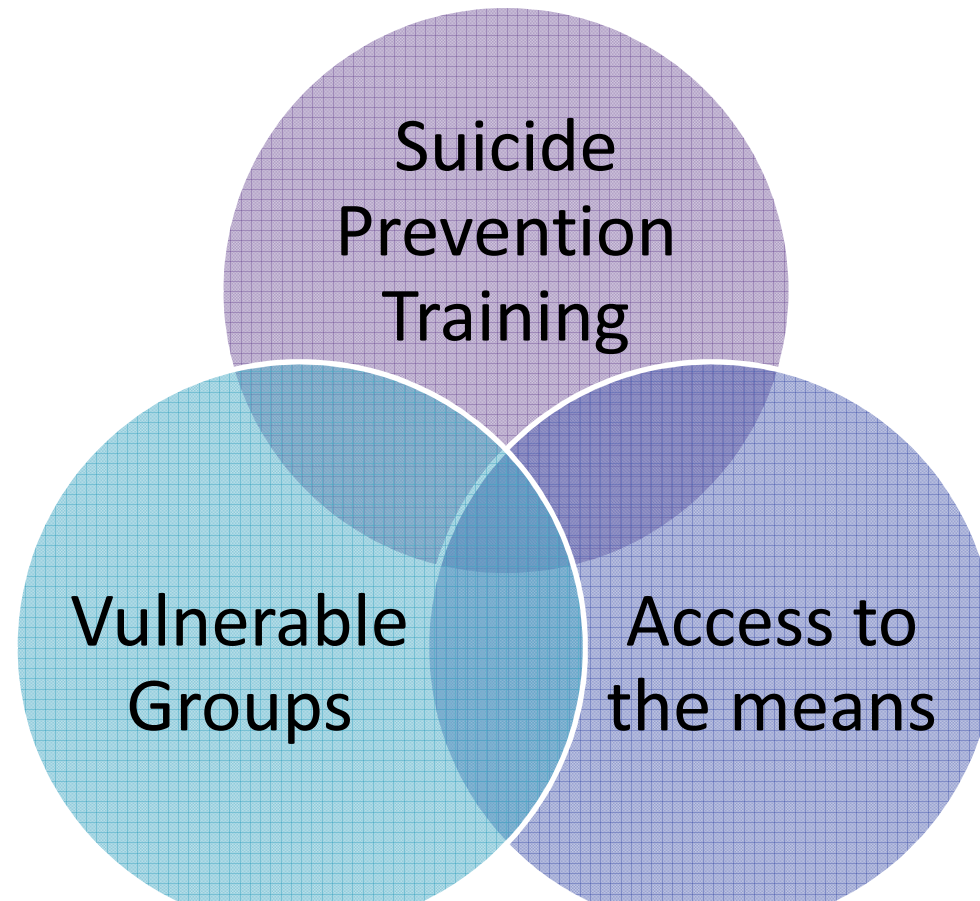 Suicide
Prevention
Training
Vulnerable
Groups
Access to
the means